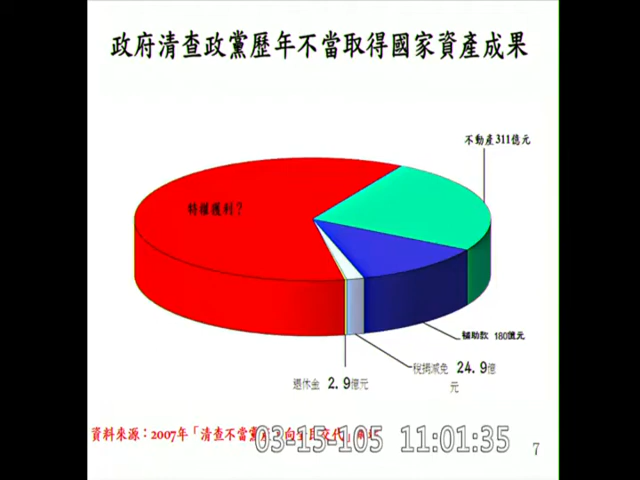 政府清查政黨歷年不當取得國家資產成果
不動產311億元
特權獲利?
補助款 180億元
稅捐減免 24.9億
元
退休金 2.9億元
資料來源：2007年「清查不當黨產
03-15-105 11:01:35
7